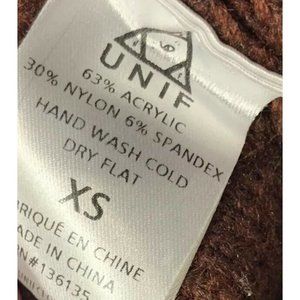 UNIF
63% ACRYLIC
30% NYLON 6% SPANDEX
HAND WASH COLD
DRY FLAT
XS
BRIQUÉ EN CHINE
ADE IN CHINA
RN#136135